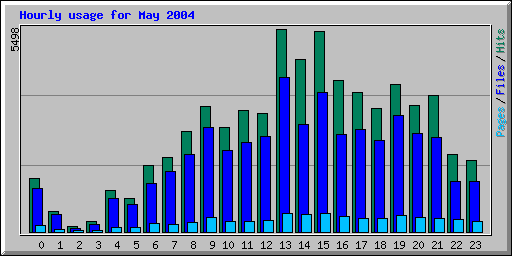 Hourly usage for May 2004
5498
Pages/Files/Hits
0 1 2 3 4 5 6 7 8 9 10 11 12 13 14 15 16 17 18 19 20 21 22 23